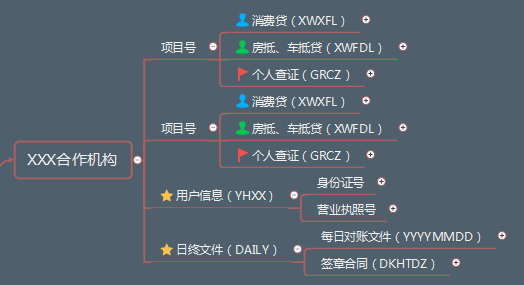 消费贷（XWXFL）
项目号
房抵、车抵贷（XWFDL）
个人查证（GRCZ ）
消费贷（XWXFL）
项目号
房抵、车抵贷（XWFDL）
个人查证（GRCZ ）
XXX合作机构
身份证号
用户信息（YHXX）
营业执照号
每日对账文件（YYYYMMDD）
日终文件（DAILY）
签章合同（DKHTDZ）